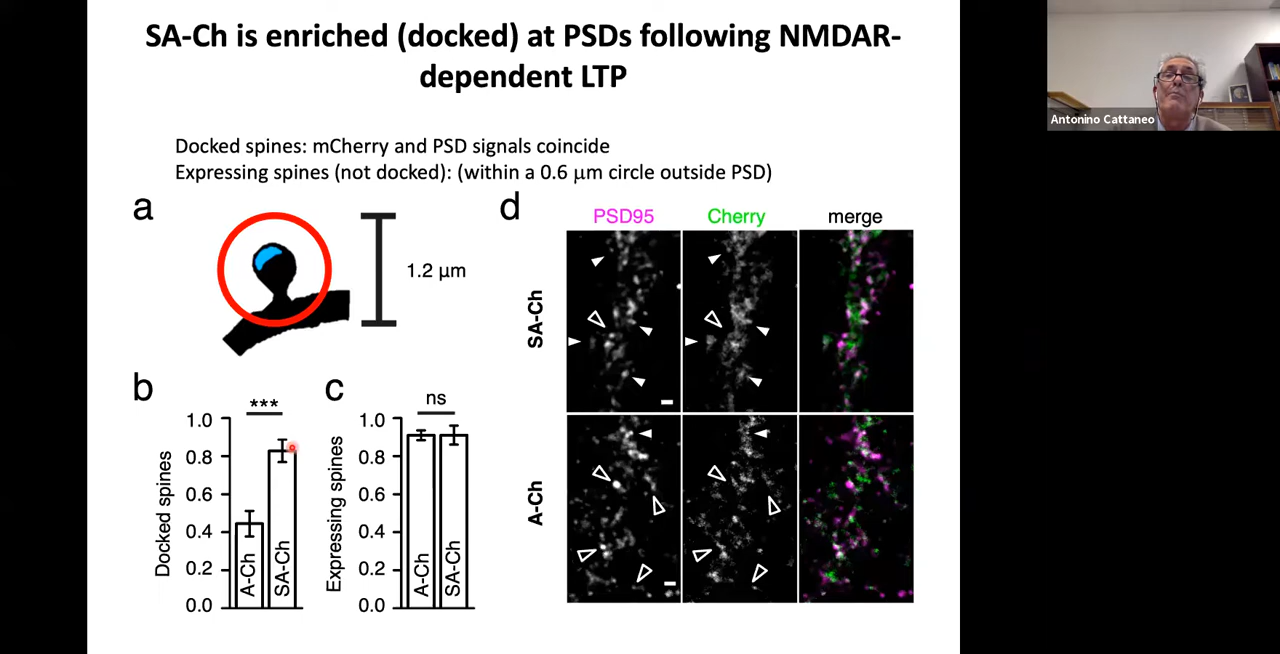 SA-Ch is enriched (docked) at PSDs following NMDAR-
dependent LTP
Antonino Cattaneo
Docked spines: mCherry and PSD signals coincide
Expressing spines (not docked): (within a 0.6 μm circle outside PSD)
a
1.2 μm
b
***
1.0
0.8
0.6
0.4
0.2
0.0
Docked spines
A-Ch
SA-Ch
c
ns
1.0
0.8
0.6
0.4
0.2
0.0
Expressing spines
A-Ch
SA-Ch
d
PSD95
Cherry
merge
SA-Ch
A-Ch